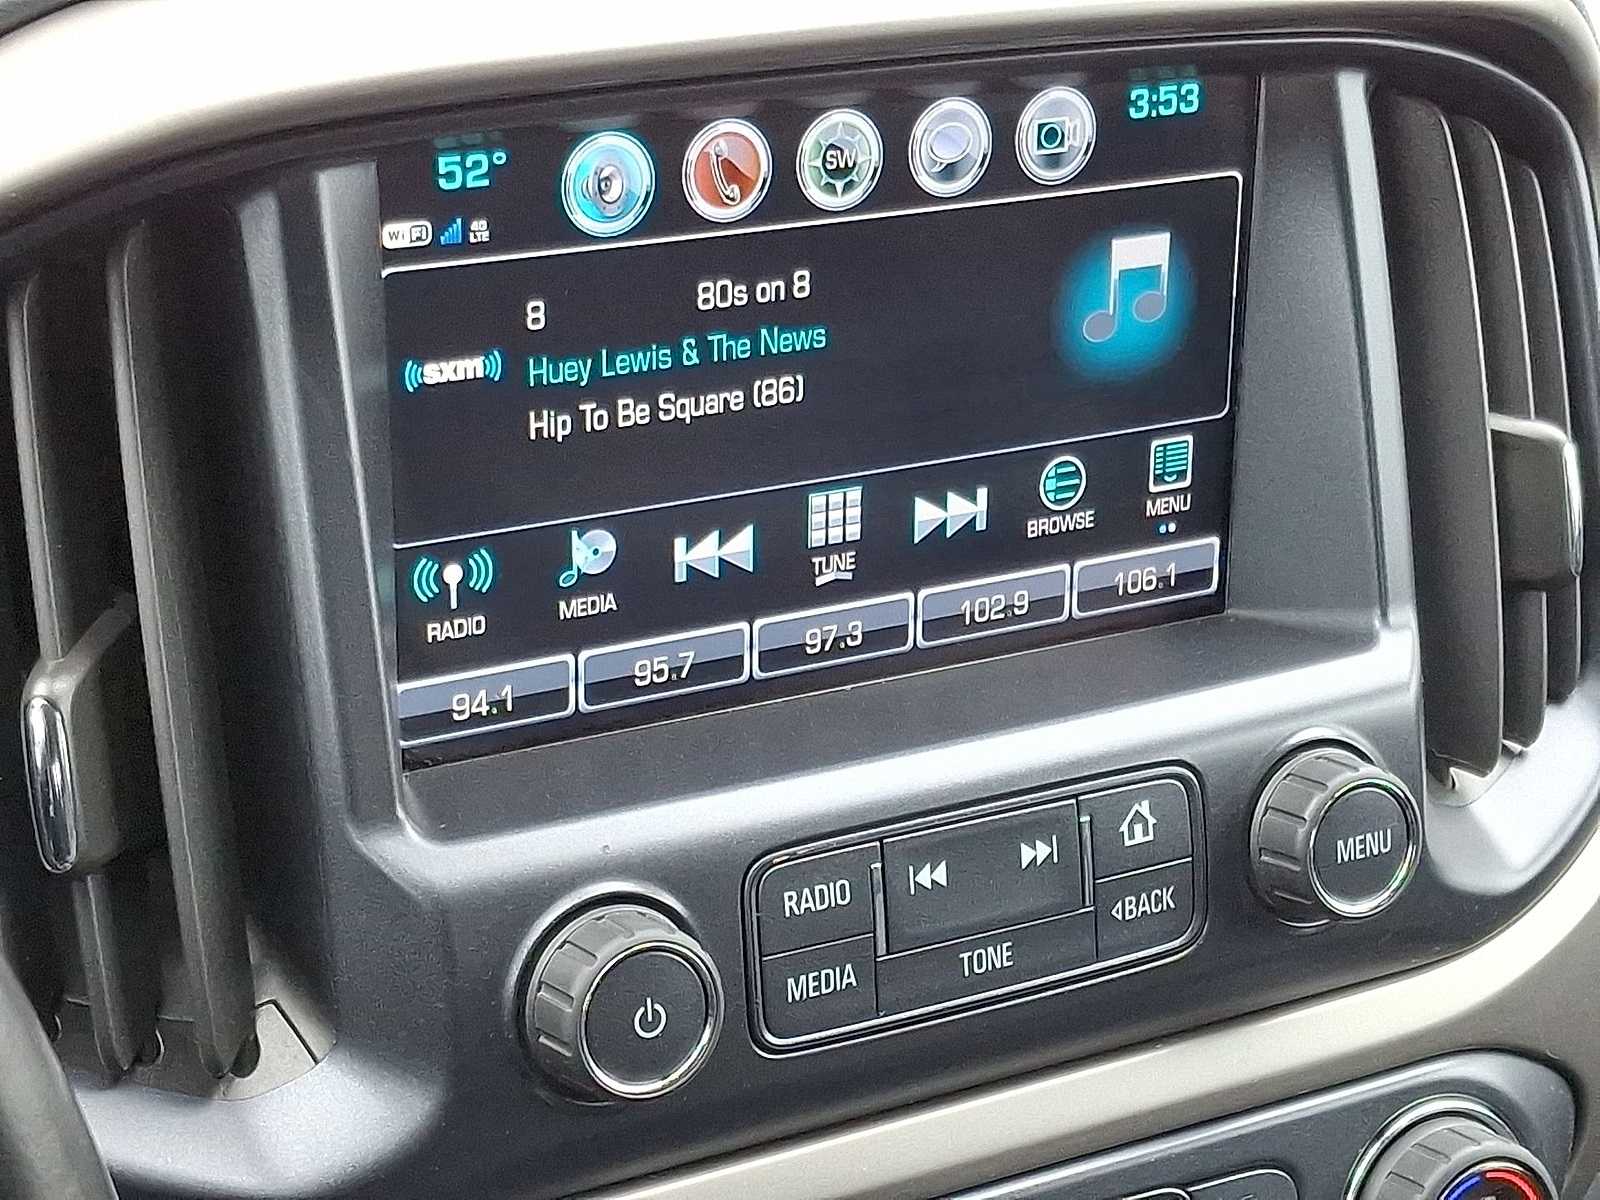 52°
SW
3:53
WiFi 4G LTE
8 80s on 8
((sxm))
Huey Lewis & The News
Hip To Be Square (86)
RADIO
MEDIA
TUNE
BROWSE
MENU
94.1
95.7
97.3
102.9
106.1
RADIO
MEDIA
TONE
BACK
MENU